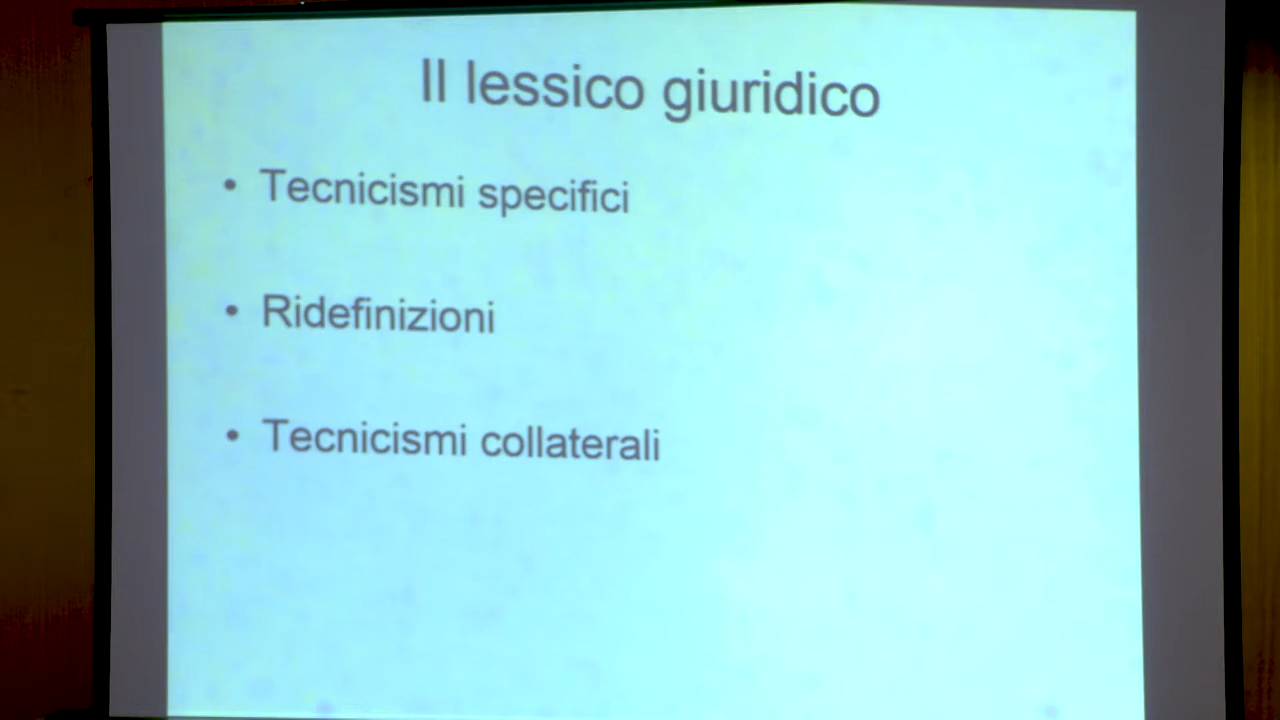 Il lessico giuridico
• Tecnicismi specifici
• Ridefinizioni
• Tecnicismi collaterali